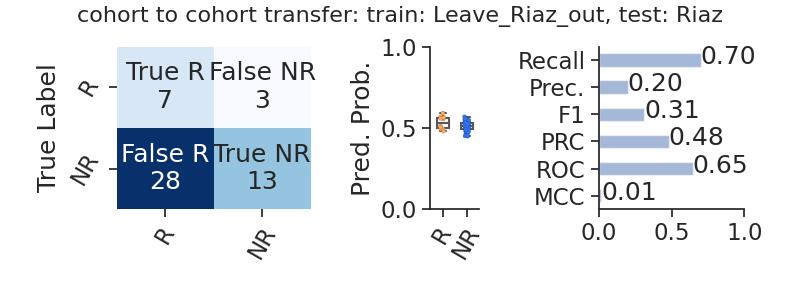 cohort to cohort transfer: train: Leave_Riaz_out, test: Riaz
True Label
R
NR
True R
7
False NR
3
False R
28
True NR
13
R
NR
Pred. Prob.
1.0
0.5
0.0
R
NR
Recall
0.70
Prec.
0.20
F1
0.31
PRC
0.48
ROC
0.65
MCC
0.01
0.0
0.5
1.0